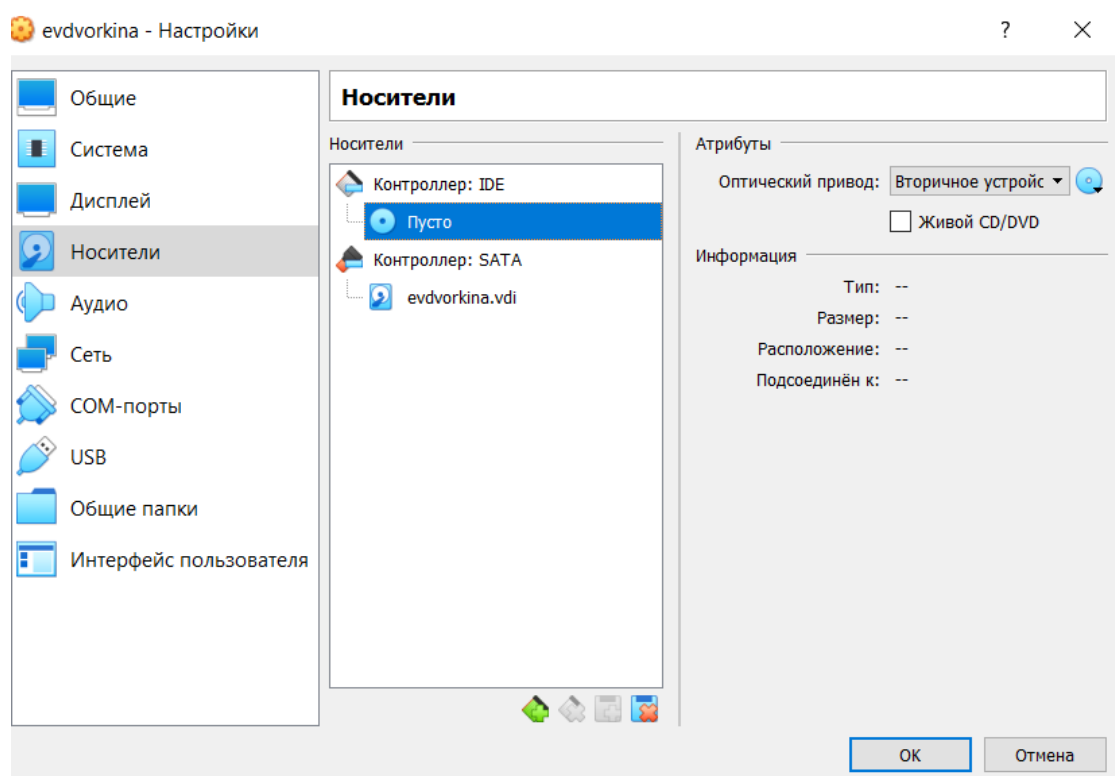 evdvorkina - Настройки
?
Общие
Система
Дисплей
Носители
Аудио
Сеть
COM-порты
USB
Общие папки
Интерфейс пользователя
Носители
Носители
Контроллер: IDE
Пусто
Контроллер: SATA
evdvorkina.vdi
Атрибуты
Оптический привод: Вторичное устройс
Живой CD/DVD
Информация
Тип: --
Размер: --
Расположение: --
Подсоединён к: --
OK
Отмена